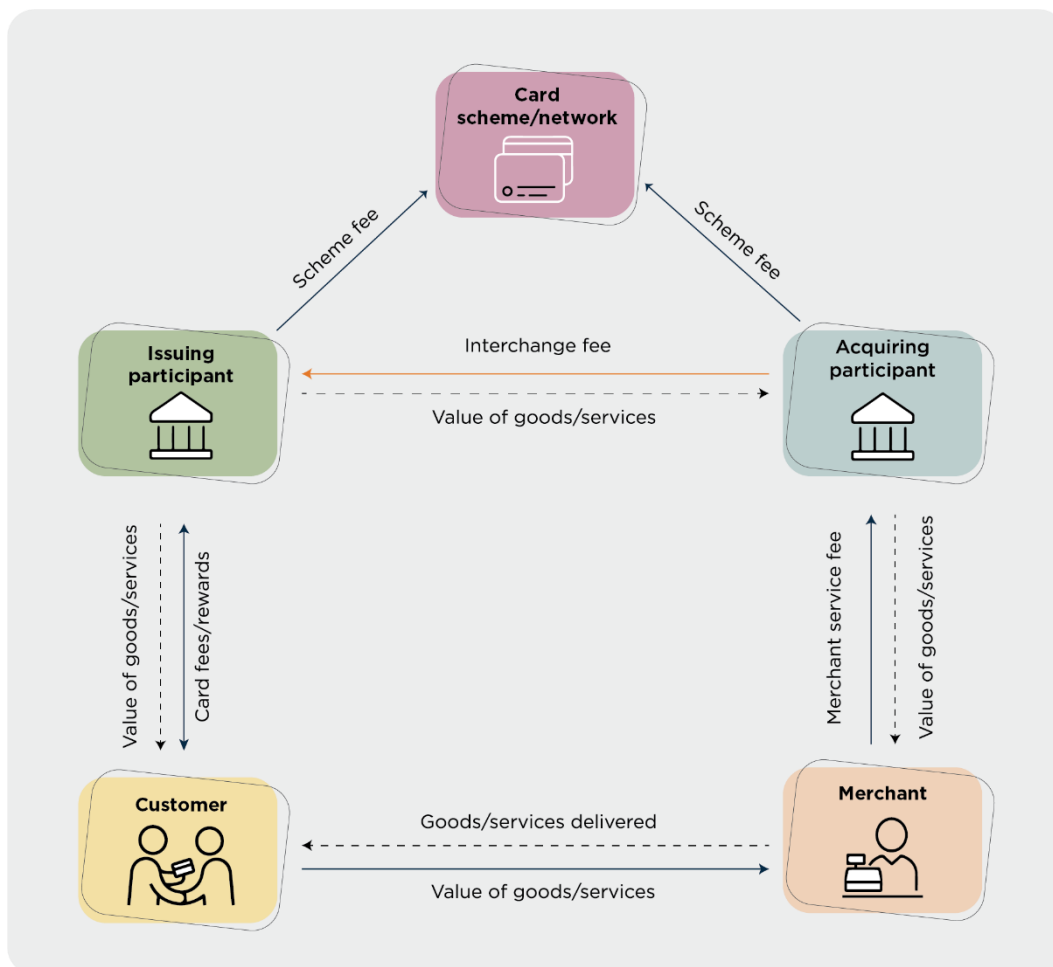 Card
scheme/network
Scheme fee
Scheme fee
Issuing
participant
Interchange fee
Value of goods/services
Acquiring
participant
Value of goods/services
Card fees/rewards
Merchant service fee
Value of goods/services
Customer
Goods/services delivered
Value of goods/services
Merchant